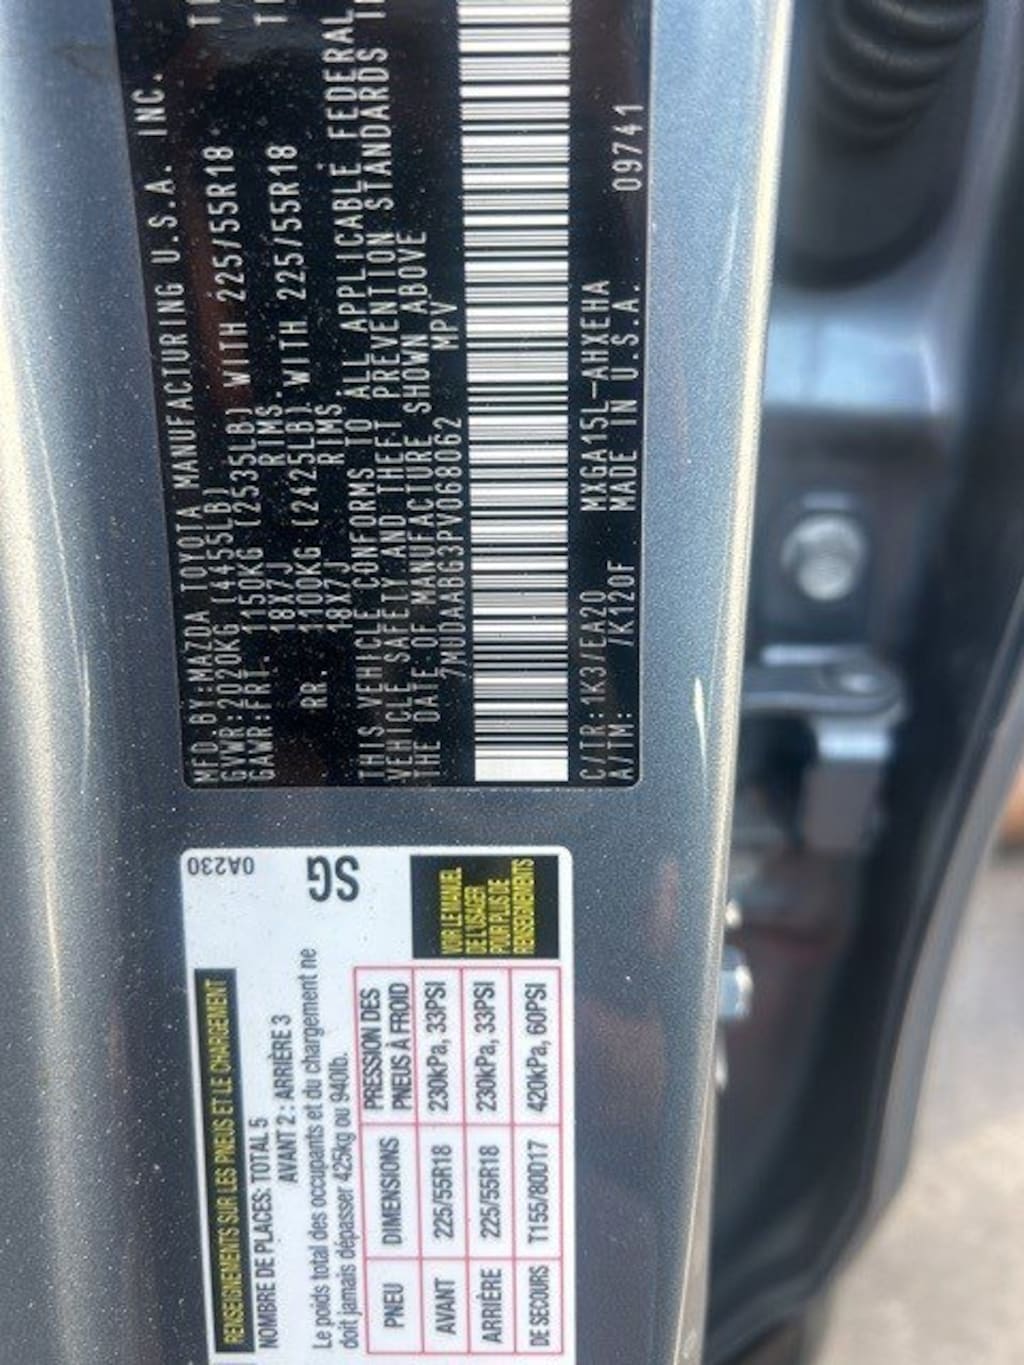 MFD.BY:MAZDA TOYOTA MANUFACTURING U.S.A. INC.
GVWR:2020KG (4455LB)
GAWR:FRT. 1150KG (2535LB) WITH 225/55R18
18X7J RIMS.
RR. 1100KG (2425LB) WITH 225/55R18
18X7J RIMS.
THIS VEHICLE CONFORMS TO ALL APPLICABLE FEDERAL
VEHICLE SAFETY AND THEFT PREVENTION STANDARDS
THE DATE OF MANUFACTURE SHOWN ABOVE
7MUDAABG3PV068062 MPV
C/TR:1K3/EA20 MXGA15L-AHXEHA
A/TM: /K120F MADE IN U.S.A. 09741
0A230
SG
RENSEIGNEMENTS SUR LES PNEUS ET LE CHARGEMENT
NOMBRE DE PLACES: TOTAL 5
AVANT 2: ARRIÈRE 3
Le poids total des occupants et du chargement ne
doit jamais dépasser 425kg ou 940lb.
PNEU DIMENSIONS PRESSION DES PNEUS À FROID
AVANT 225/55R18 230kPa, 33PSI
ARRIÈRE 225/55R18 230kPa, 33PSI
DE SECOURS T155/80D17 420kPa, 60PSI
VOIR LE MANUEL
DE L'USAGER
POUR PLUS DE
RENSEIGNEMENTS